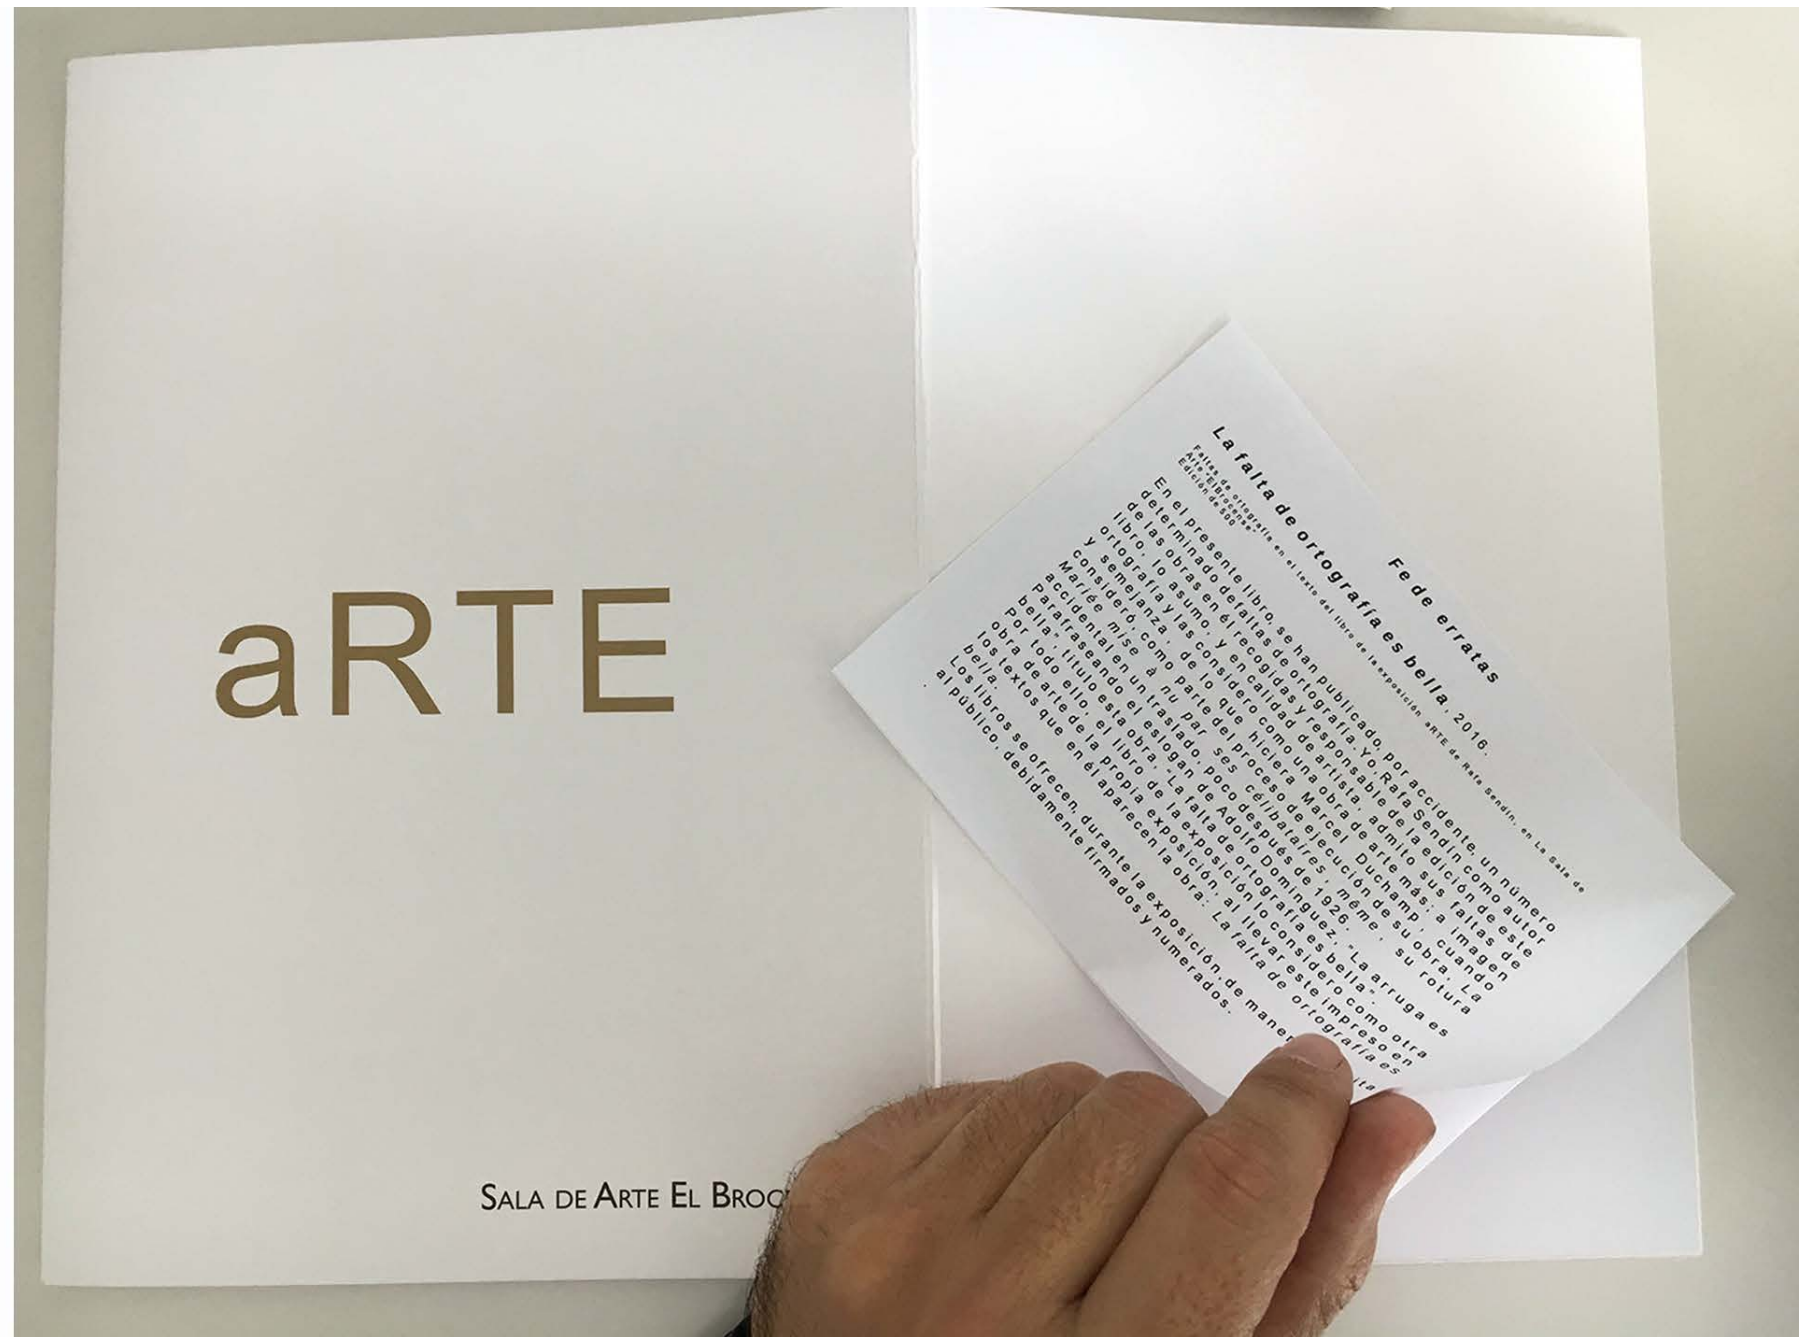 aRTE
SALA DE ARTE EL BROC
Fe de erratas
La falta de ortografía es bella, 2016.
Faltas de ortografía en el texto del libro de la exposición aRTE de Rafa Sendín, en La Sala de
Arte "El Brocense"
Edición de 500
En el presente libro, se han publicado, por accidente, un número
determinado de faltas de ortografía. Yo, Rafa Sendín como autor
de las obras en él recogidas y responsable de la edición de este
libro, lo asumo, y en calidad de artista, admito sus faltas de
ortografía y las considero como una obra de arte más; a imagen
y semejanza, de lo que hiciera Marcel Duchamp, cuando
consideró, como parte del proceso de ejecución de su obra, La
Mariée mise à nu par ses célibataires, même, su rotura
accidental en un traslado, poco después de 1926.
Parafraseando el eslogan de Adolfo Domínguez, "La arruga es
bella", titulo esta obra, "La falta de ortografía es bella".
Por todo ello, el libro de la exposición lo considero como otra
obra de arte de la propia exposición, al llevar este impreso en
los textos que en él aparecen la obra: La falta de ortografía es
bella.
Los libros se ofrecen, durante la exposición, de maner
al público, debidamente firmados y numerados.